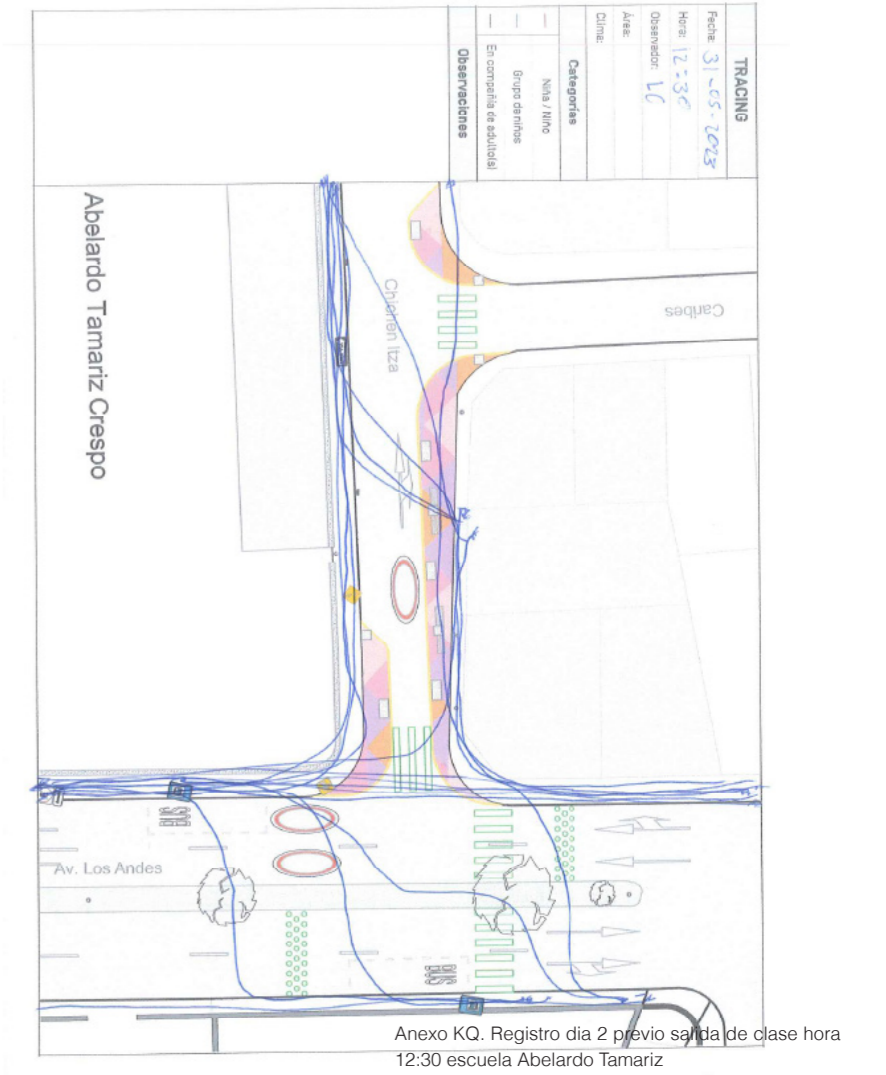 TRACING
Fecha: 31-05-2023
Hora: 12:30
Observador: LC
Área:
Clima:
Categorías
Niña / Niño
Grupo de niños
En compañía de adulto(s)
Observaciones
Abelardo Tamariz Crespo
Chichen Itza
Caribes
BUS
Av. Los Andes
BUS
Anexo KQ. Registro dia 2 previo salida de clase hora
12:30 escuela Abelardo Tamariz